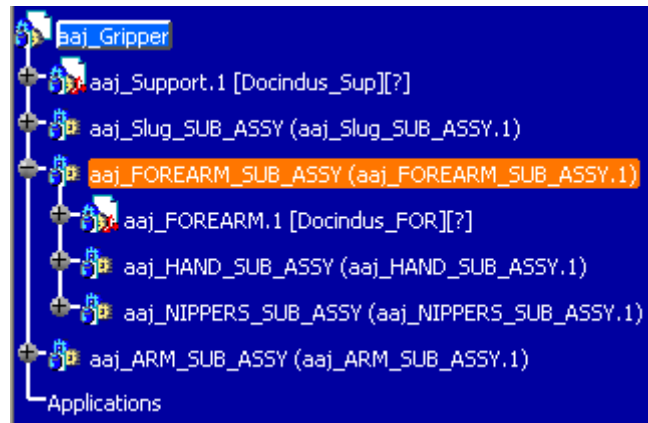 aaj_Gripper
aaj_Support.1 [Docindus_Sup][?]
aaj_Slug_SUB_ASSY (aaj_Slug_SUB_ASSY.1)
aaj_FOREARM_SUB_ASSY (aaj_FOREARM_SUB_ASSY.1)
aaj_FOREARM.1 [Docindus_FOR][?]
aaj_HAND_SUB_ASSY (aaj_HAND_SUB_ASSY.1)
aaj_NIPPERS_SUB_ASSY (aaj_NIPPERS_SUB_ASSY.1)
aaj_ARM_SUB_ASSY (aaj_ARM_SUB_ASSY.1)
Applications